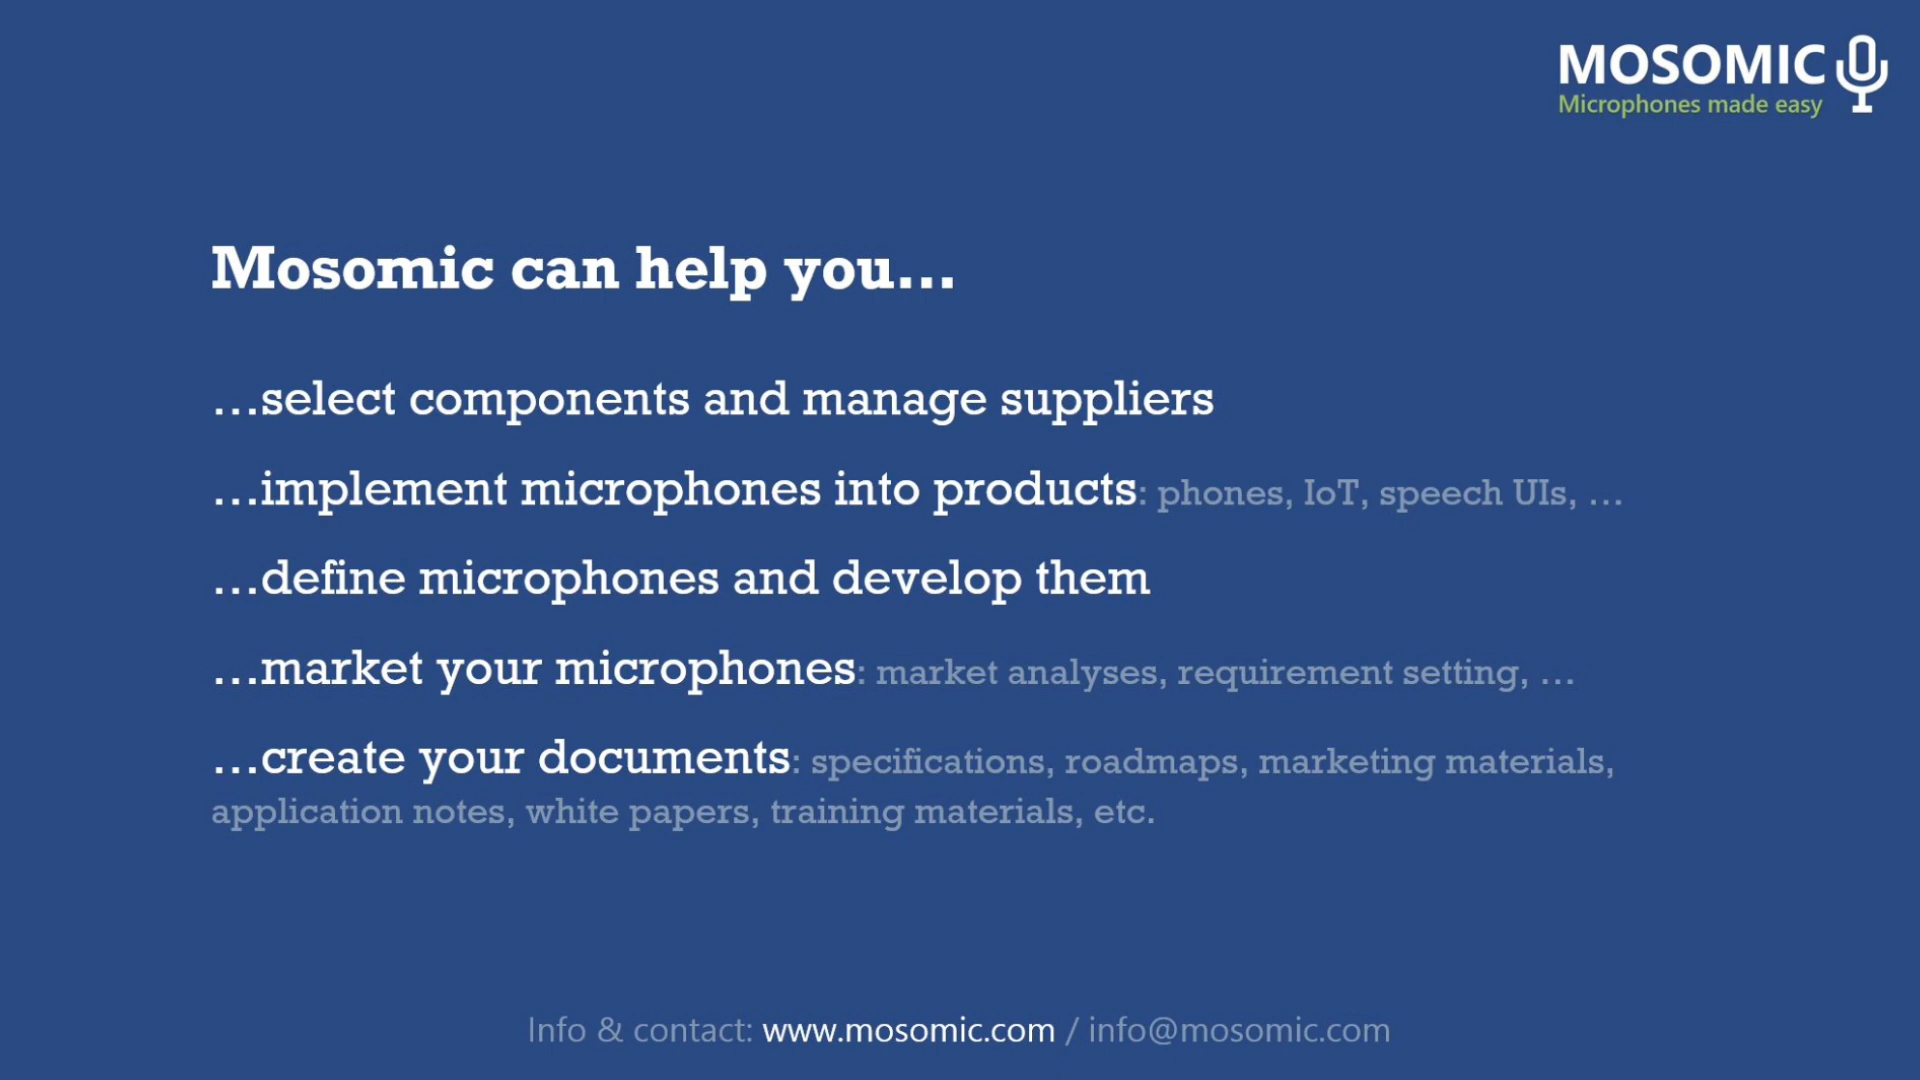 MOSOMIC
Microphones made easy
Mosomic can help you...
...select components and manage suppliers
...implement microphones into products: phones, IoT, speech UIs, ...
...define microphones and develop them
...market your microphones: market analyses, requirement setting, ...
...create your documents: specifications, roadmaps, marketing materials,
application notes, white papers, training materials, etc.
Info & contact: www.mosomic.com / info@mosomic.com